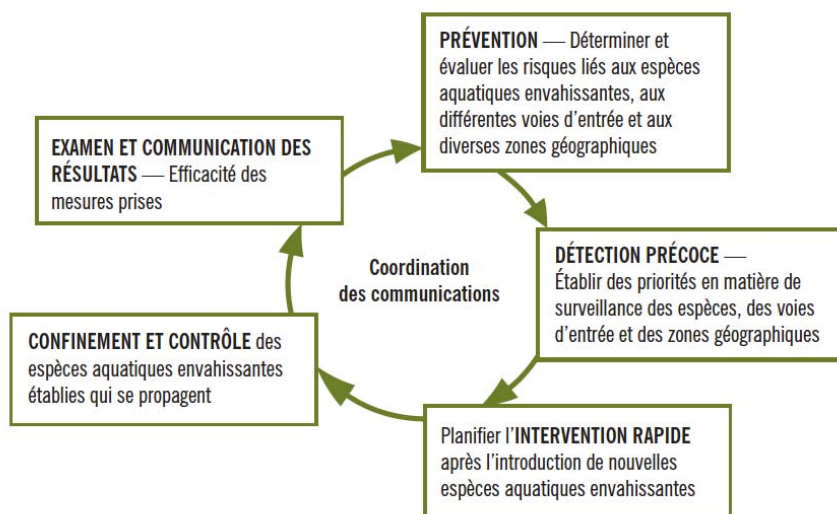 PRÉVENTION — Déterminer et
évaluer les risques liés aux espèces
aquatiques envahissantes, aux
différentes voies d'entrée et aux
diverses zones géographiques
DÉTECTION PRÉCOCE —
Établir des priorités en matière de
surveillance des espèces, des voies
d'entrée et des zones géographiques
Planifier l'INTERVENTION RAPIDE
après l'introduction de nouvelles
espèces aquatiques envahissantes
CONFINEMENT ET CONTRÔLE des
espèces aquatiques envahissantes
établies qui se propagent
EXAMEN ET COMMUNICATION DES
RÉSULTATS — Efficacité des
mesures prises
Coordination
des communications